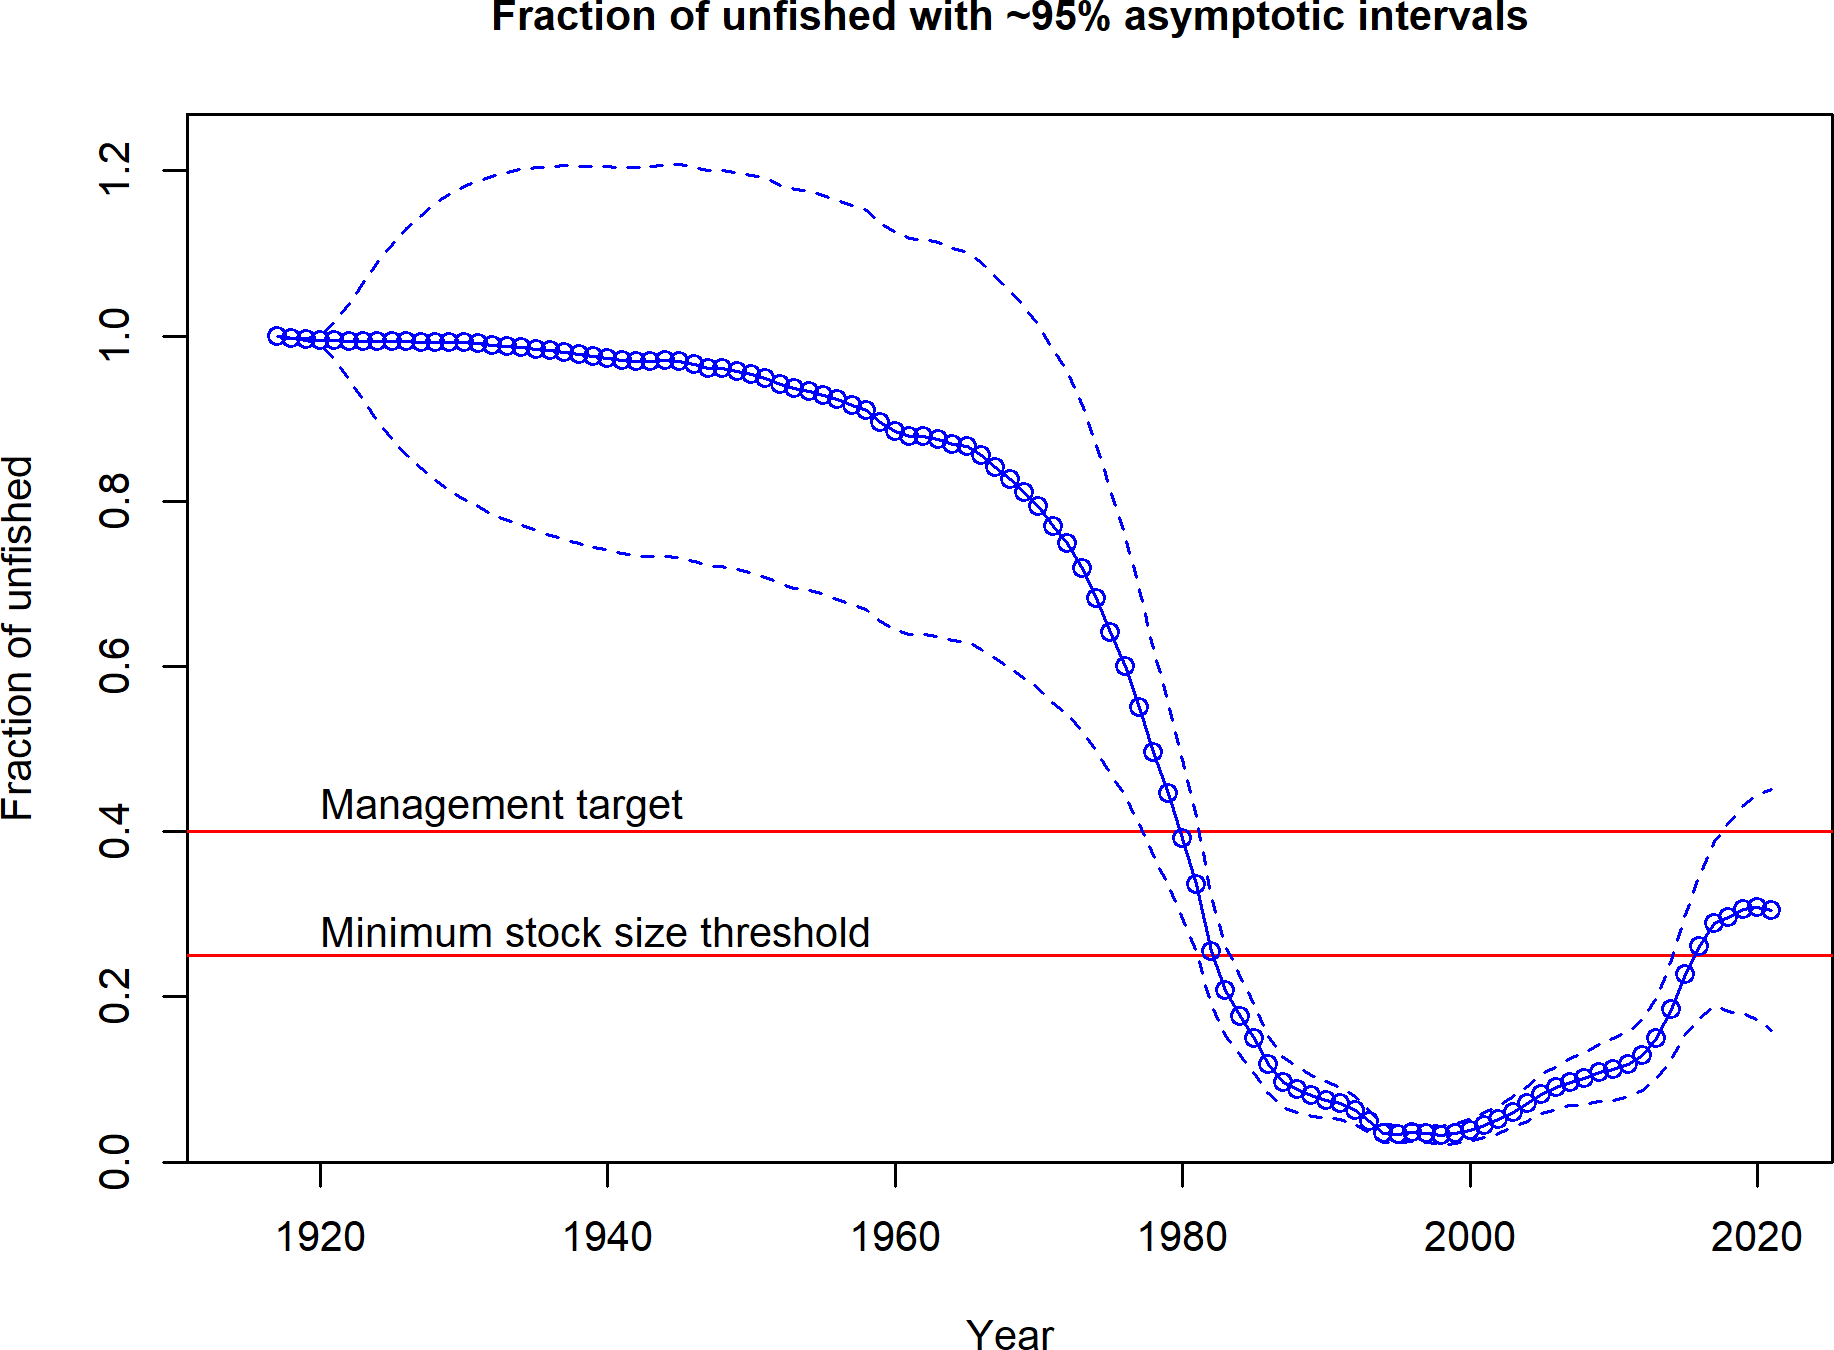 Fraction of unfished with ~95% asymptotic intervals
Fraction of unfished
1.2
1.0
0.8
0.6
0.4
0.2
0.0
Management target
Minimum stock size threshold
1920 1940 1960 1980 2000 2020
Year